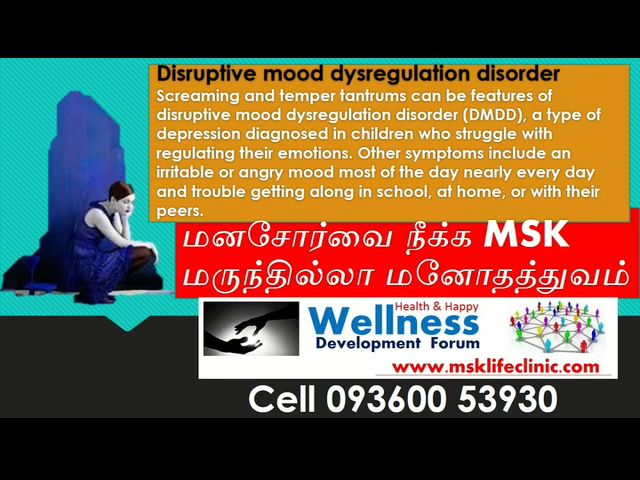 Disruptive mood dysregulation disorder
Screaming and temper tantrums can be features of
disruptive mood dysregulation disorder (DMDD), a type of
depression diagnosed in children who struggle with
regulating their emotions. Other symptoms include an
irritable or angry mood most of the day nearly every day
and trouble getting along in school, at home, or with their
peers.
மனசோர்வை நீக்க MSK
மருந்தில்லா மனோதத்துவம்
Health & Happy
Wellness
Development Forum
www.msklifeclinic.com
Cell 093600 53930